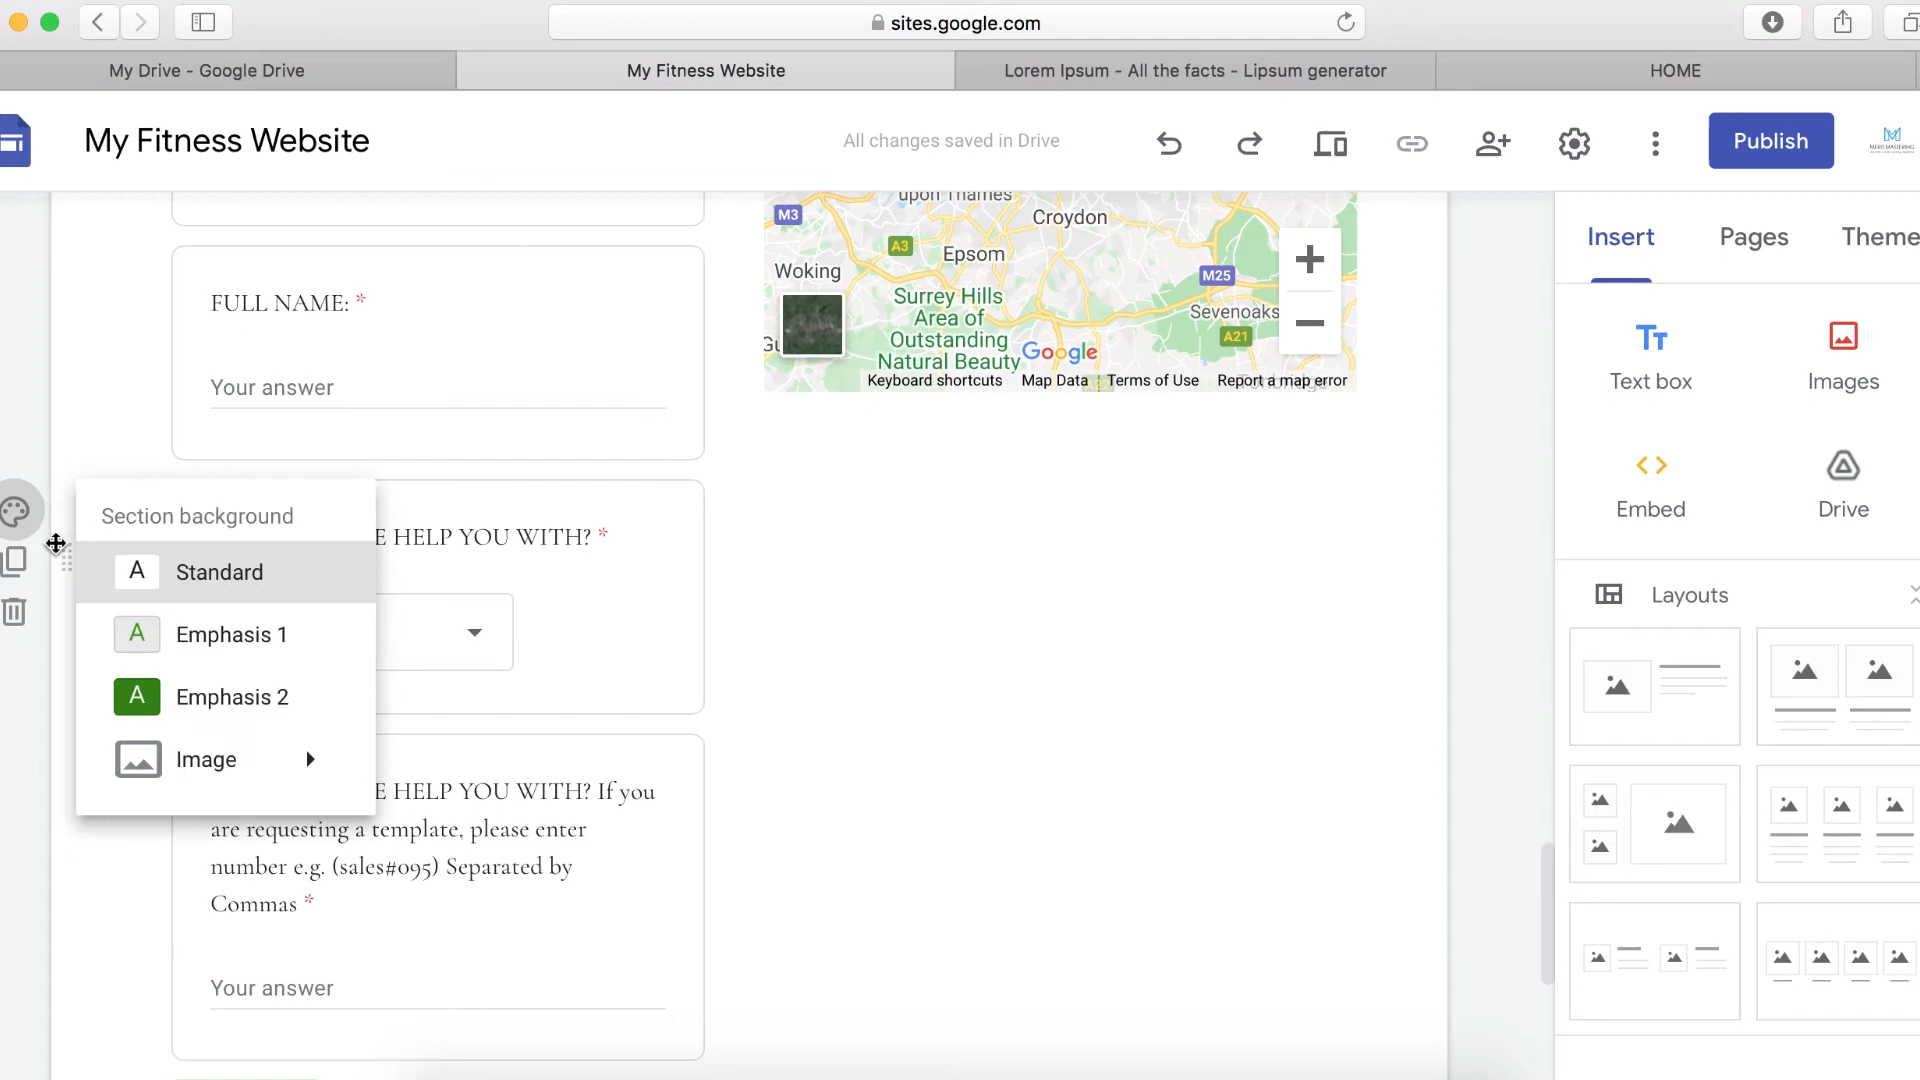 sites.google.com
My Drive - Google Drive
My Fitness Website
Lorem Ipsum - All the facts - Lipsum generator
HOME
My Fitness Website
All changes saved in Drive
Publish
Insert
Pages
Theme
Text box
Images
Embed
Drive
Layouts
upon Thames
M3
Croydon
A3
Epsom
Woking
M25
Surrey Hills
Area of
Outstanding
Natural Beauty
Sevenoaks
A21
Gu
Google
Keyboard shortcuts
Map Data
Terms of Use
Report a map error
FULL NAME: *
Your answer
E HELP YOU WITH? *
Section background
A Standard
A Emphasis 1
A Emphasis 2
Image
E HELP YOU WITH? If you
are requesting a template, please enter
number e.g. (sales#095) Separated by
Commas *
Your answer